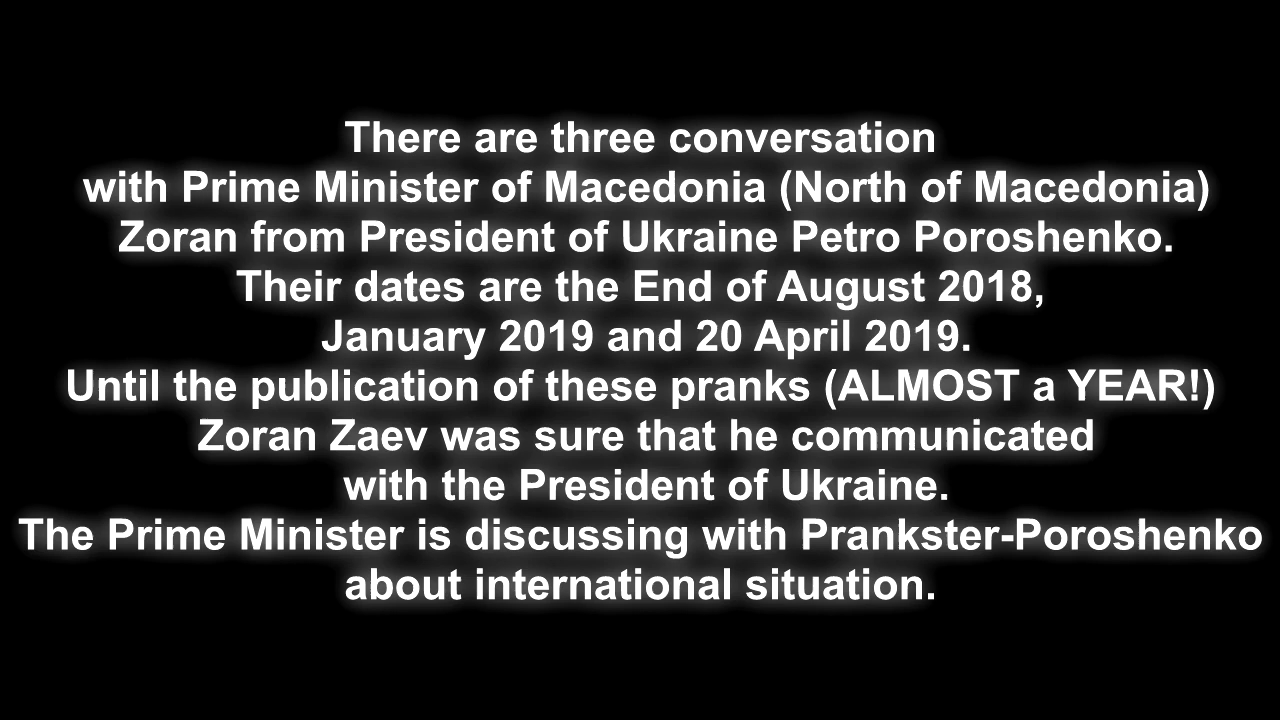 There are three conversation
with Prime Minister of Macedonia (North of Macedonia)
Zoran from President of Ukraine Petro Poroshenko.
Their dates are the End of August 2018,
January 2019 and 20 April 2019.
Until the publication of these pranks (ALMOST a YEAR!)
Zoran Zaev was sure that he communicated
with the President of Ukraine.
The Prime Minister is discussing with Prankster-Poroshenko
about international situation.